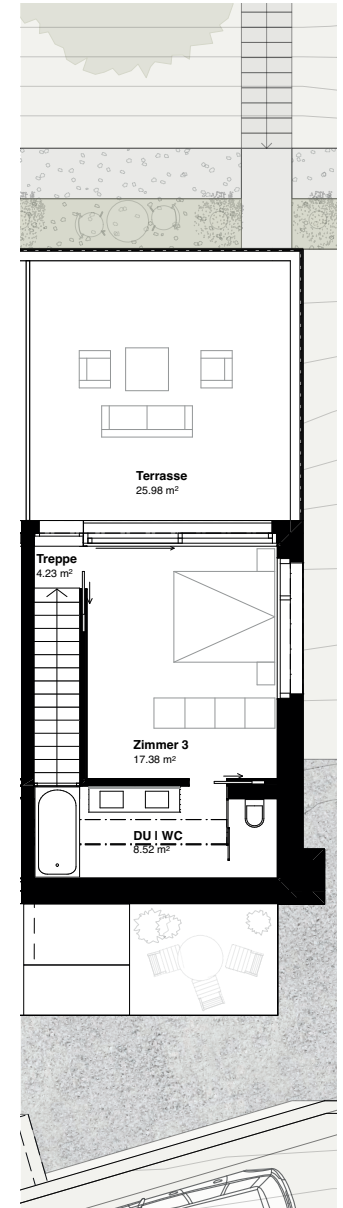 Terrasse
25.98 m²
Treppe
4.23 m²
Zimmer 3
17.38 m²
DU I WC
8.52 m²